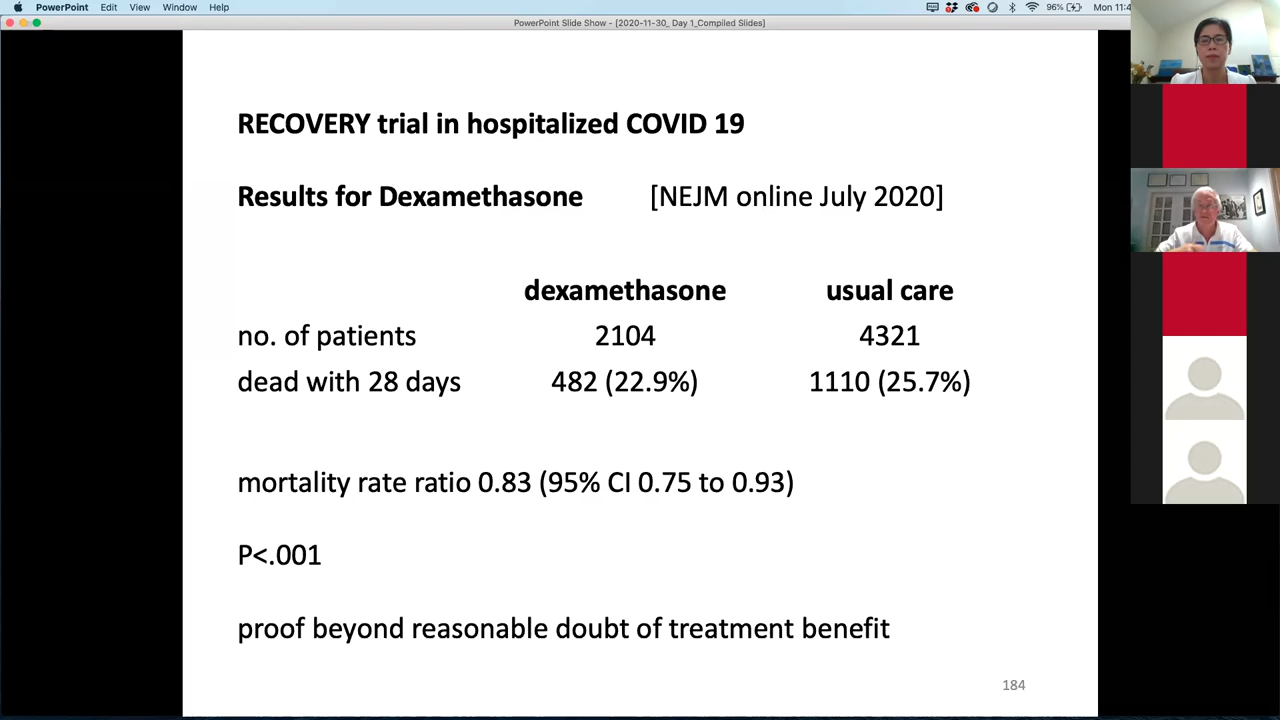 PowerPoint Edit View Window Help 96% Mon 11:4
PowerPoint Slide Show - [2020-11-30_ Day 1_Compiled Slides]
RECOVERY trial in hospitalized COVID 19
Results for Dexamethasone [NEJM online July 2020]
dexamethasone usual care
no. of patients 2104 4321
dead with 28 days 482 (22.9%) 1110 (25.7%)
mortality rate ratio 0.83 (95% CI 0.75 to 0.93)
P<.001
proof beyond reasonable doubt of treatment benefit
184